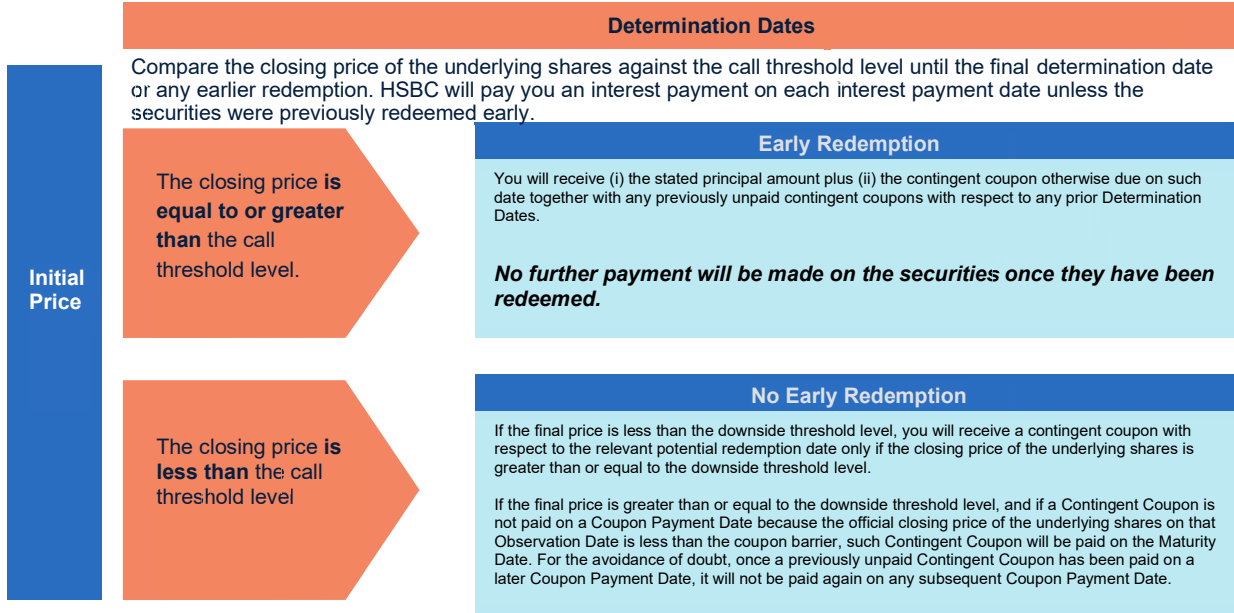 Determination Dates
Compare the closing price of the underlying shares against the call threshold level until the final determination date
or any earlier redemption. HSBC will pay you an interest payment on each interest payment date unless the
securities were previously redeemed early.
Initial
Price
The closing price is
equal to or greater
than the call
threshold level.
Early Redemption
You will receive (i) the stated principal amount plus (ii) the contingent coupon otherwise due on such
date together with any previously unpaid contingent coupons with respect to any prior Determination
Dates.
No further payment will be made on the securities once they have been
redeemed.
The closing price is
less than the call
threshold level
No Early Redemption
If the final price is less than the downside threshold level, you will receive a contingent coupon with
respect to the relevant potential redemption date only if the closing price of the underlying shares is
greater than or equal to the downside threshold level.
If the final price is greater than or equal to the downside threshold level, and if a Contingent Coupon is
not paid on a Coupon Payment Date because the official closing price of the underlying shares on that
Observation Date is less than the coupon barrier, such Contingent Coupon will be paid on the Maturity
Date. For the avoidance of doubt, once a previously unpaid Contingent Coupon has been paid on a
later Coupon Payment Date, it will not be paid again on any subsequent Coupon Payment Date.